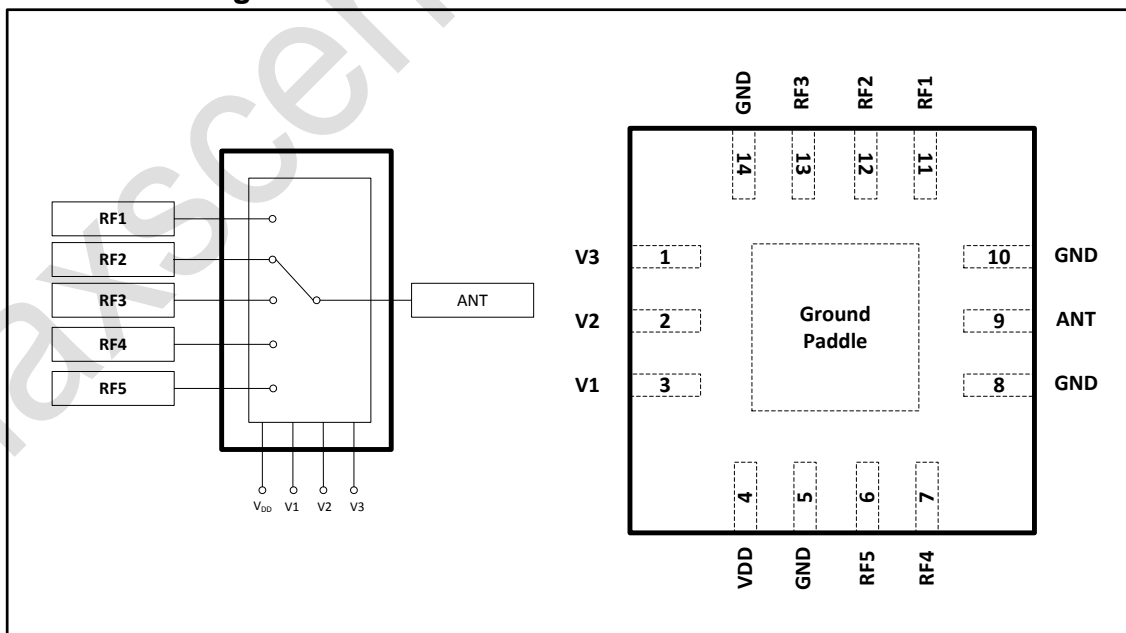 RF1
RF2
RF3
RF4
RF5
ANT
VDD V1 V2 V3
GND RF3 RF2 RF1
14 13 12 11
V3 1 10 GND
V2 2 9 ANT
V1 3 8 GND
Ground
Paddle
4 5 6 7
VDD GND RF5 RF4